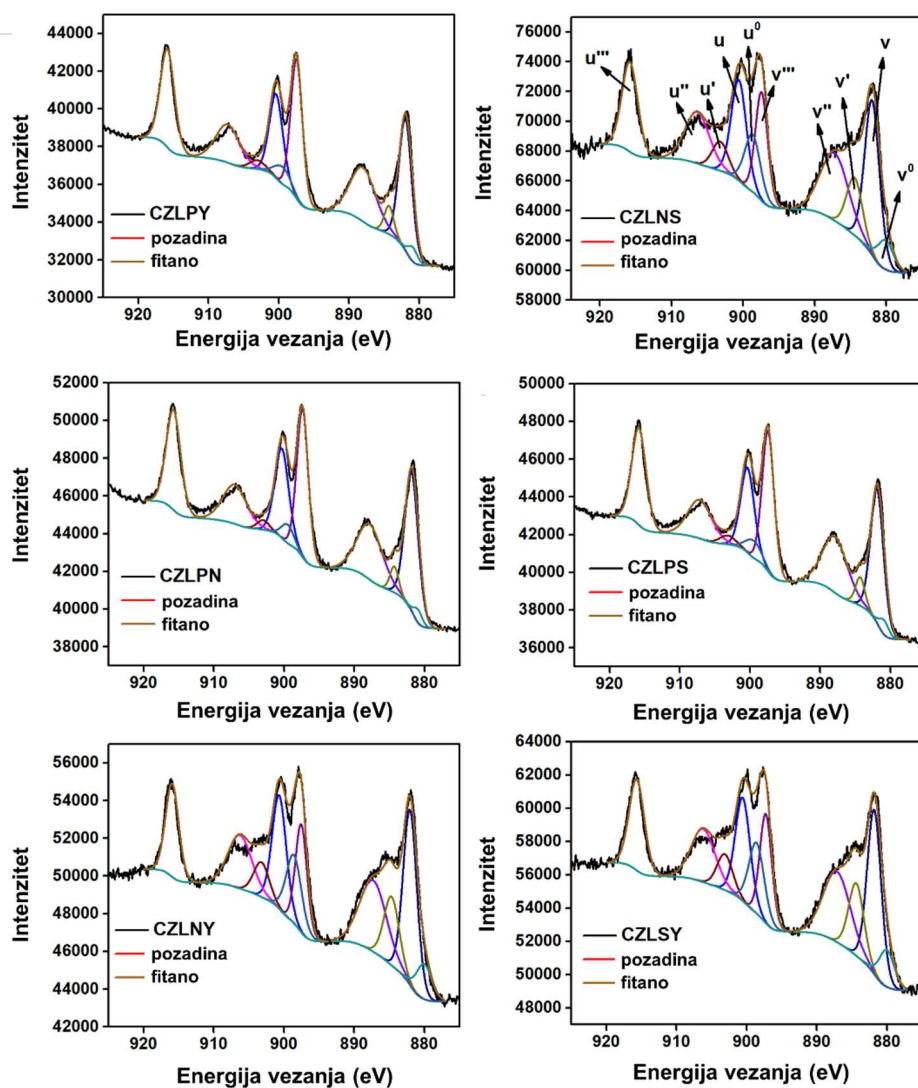 44000
42000
40000
38000
36000
34000
32000
30000
Intenzitet
CZLPY
pozadina
fitano
920 910 900 890 880
Energija vezanja (eV)
76000
74000
72000
70000
68000
66000
64000
62000
60000
58000
Intenzitet
u'''
u''
u'
u
u⁰
v'''
v''
v'
v
v⁰
CZLNS
pozadina
fitano
920 910 900 890 880
Energija vezanja (eV)
52000
50000
48000
46000
44000
42000
40000
38000
Intenzitet
CZLPN
pozadina
fitano
920 910 900 890 880
Energija vezanja (eV)
50000
48000
46000
44000
42000
40000
38000
36000
Intenzitet
CZLPS
pozadina
fitano
920 910 900 890 880
Energija vezanja (eV)
56000
54000
52000
50000
48000
46000
44000
42000
Intenzitet
CZLNY
pozadina
fitano
920 910 900 890 880
Energija vezanja (eV)
64000
62000
60000
58000
56000
54000
52000
50000
48000
Intenzitet
CZLSY
pozadina
fitano
920 910 900 890 880
Energija vezanja (eV)